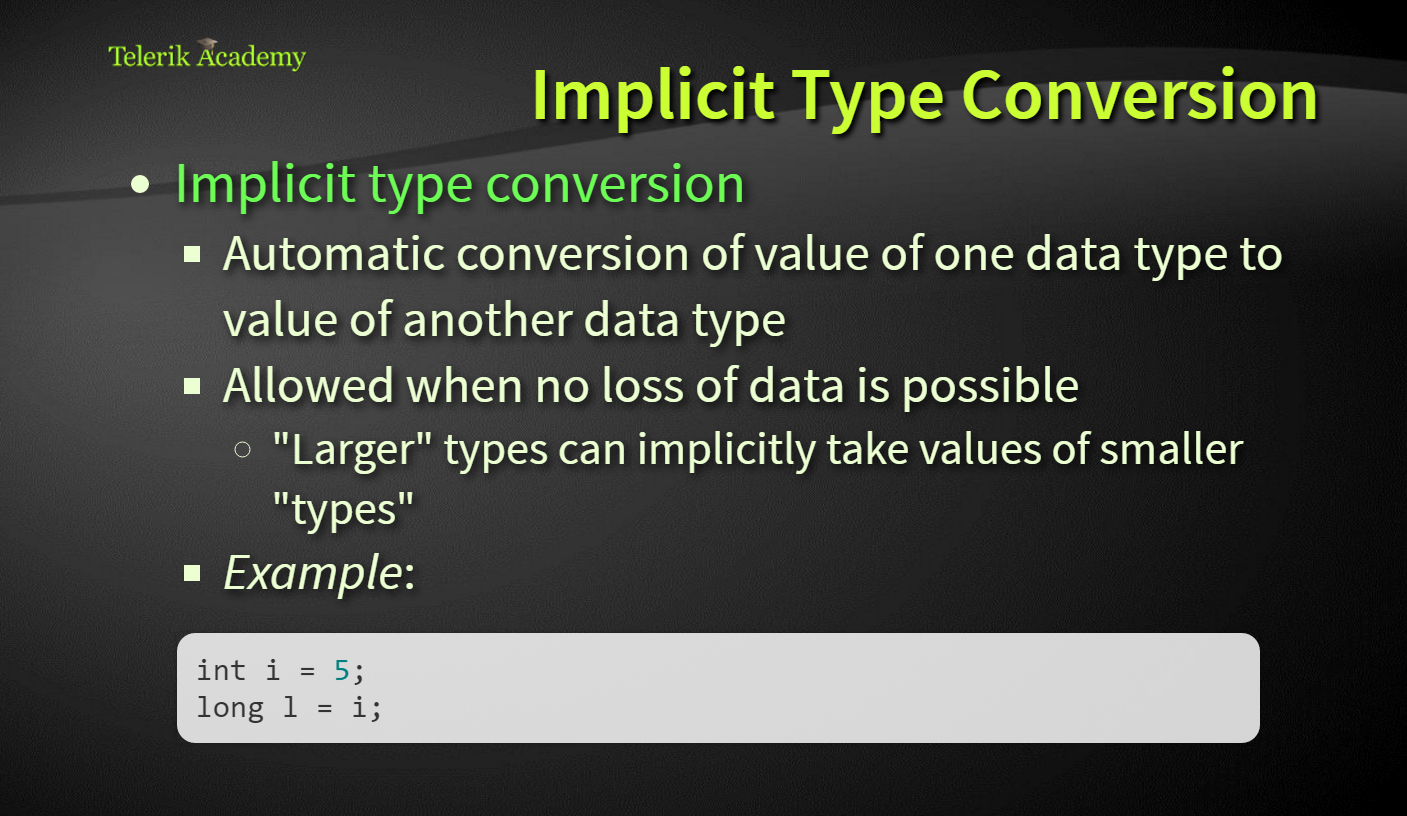 Telerik Academy
Implicit Type Conversion
Implicit type conversion
Automatic conversion of value of one data type to
value of another data type
Allowed when no loss of data is possible
"Larger" types can implicitly take values of smaller
"types"
Example:
int i = 5;
long l = i;